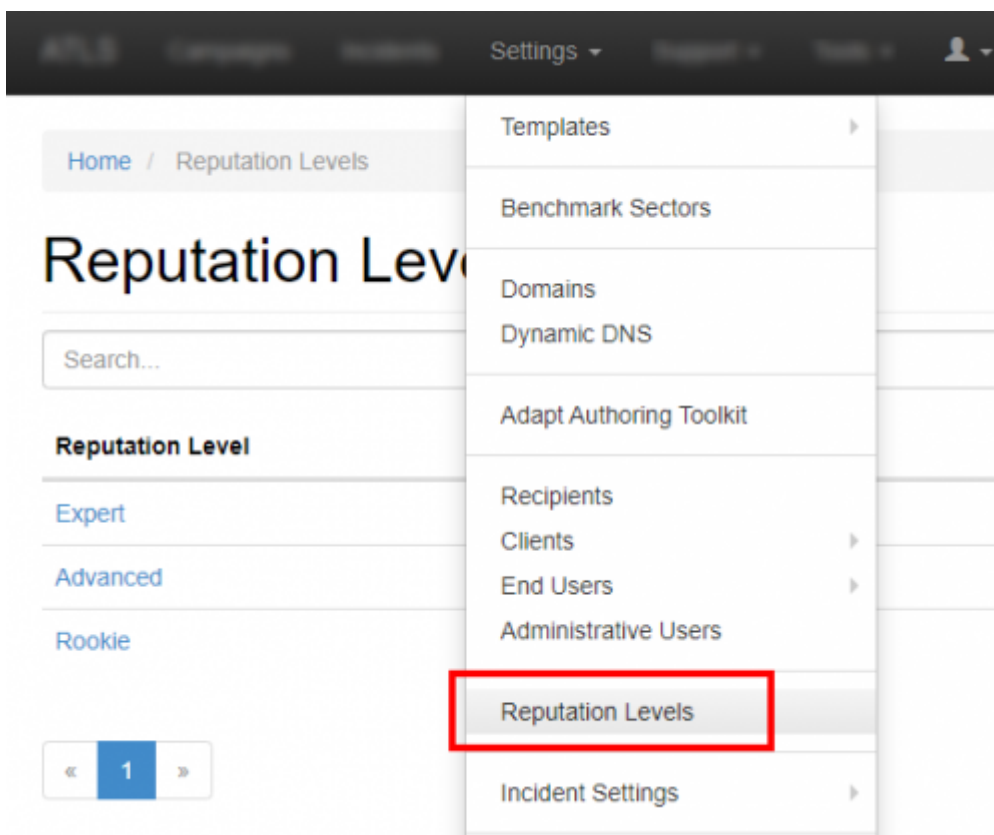 Settings
Home / Reputation Levels
Reputation Leve
Search...
Reputation Level
Expert
Advanced
Rookie
« 1 »
Templates
Benchmark Sectors
Domains
Dynamic DNS
Adapt Authoring Toolkit
Recipients
Clients
End Users
Administrative Users
Reputation Levels
Incident Settings